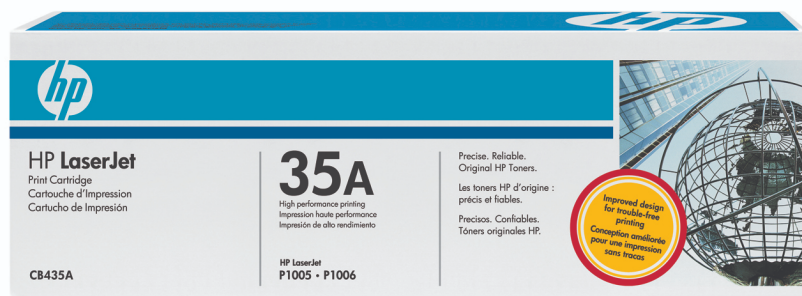 hp
hp
HP LaserJet
Print Cartridge
Cartouche d'Impression
Cartucho de Impresión
CB435A
35A
High performance printing
Impression haute performance
Impresión de alto rendimiento
HP LaserJet
P1005 • P1006
Precise. Reliable.
Original HP Toners.
Les toners HP d'origine :
précis et fiables.
Precisos. Confiables.
Tóners originales HP.
Improved design
for trouble-free
printing
Conception améliorée
pour une impression
sans tracas